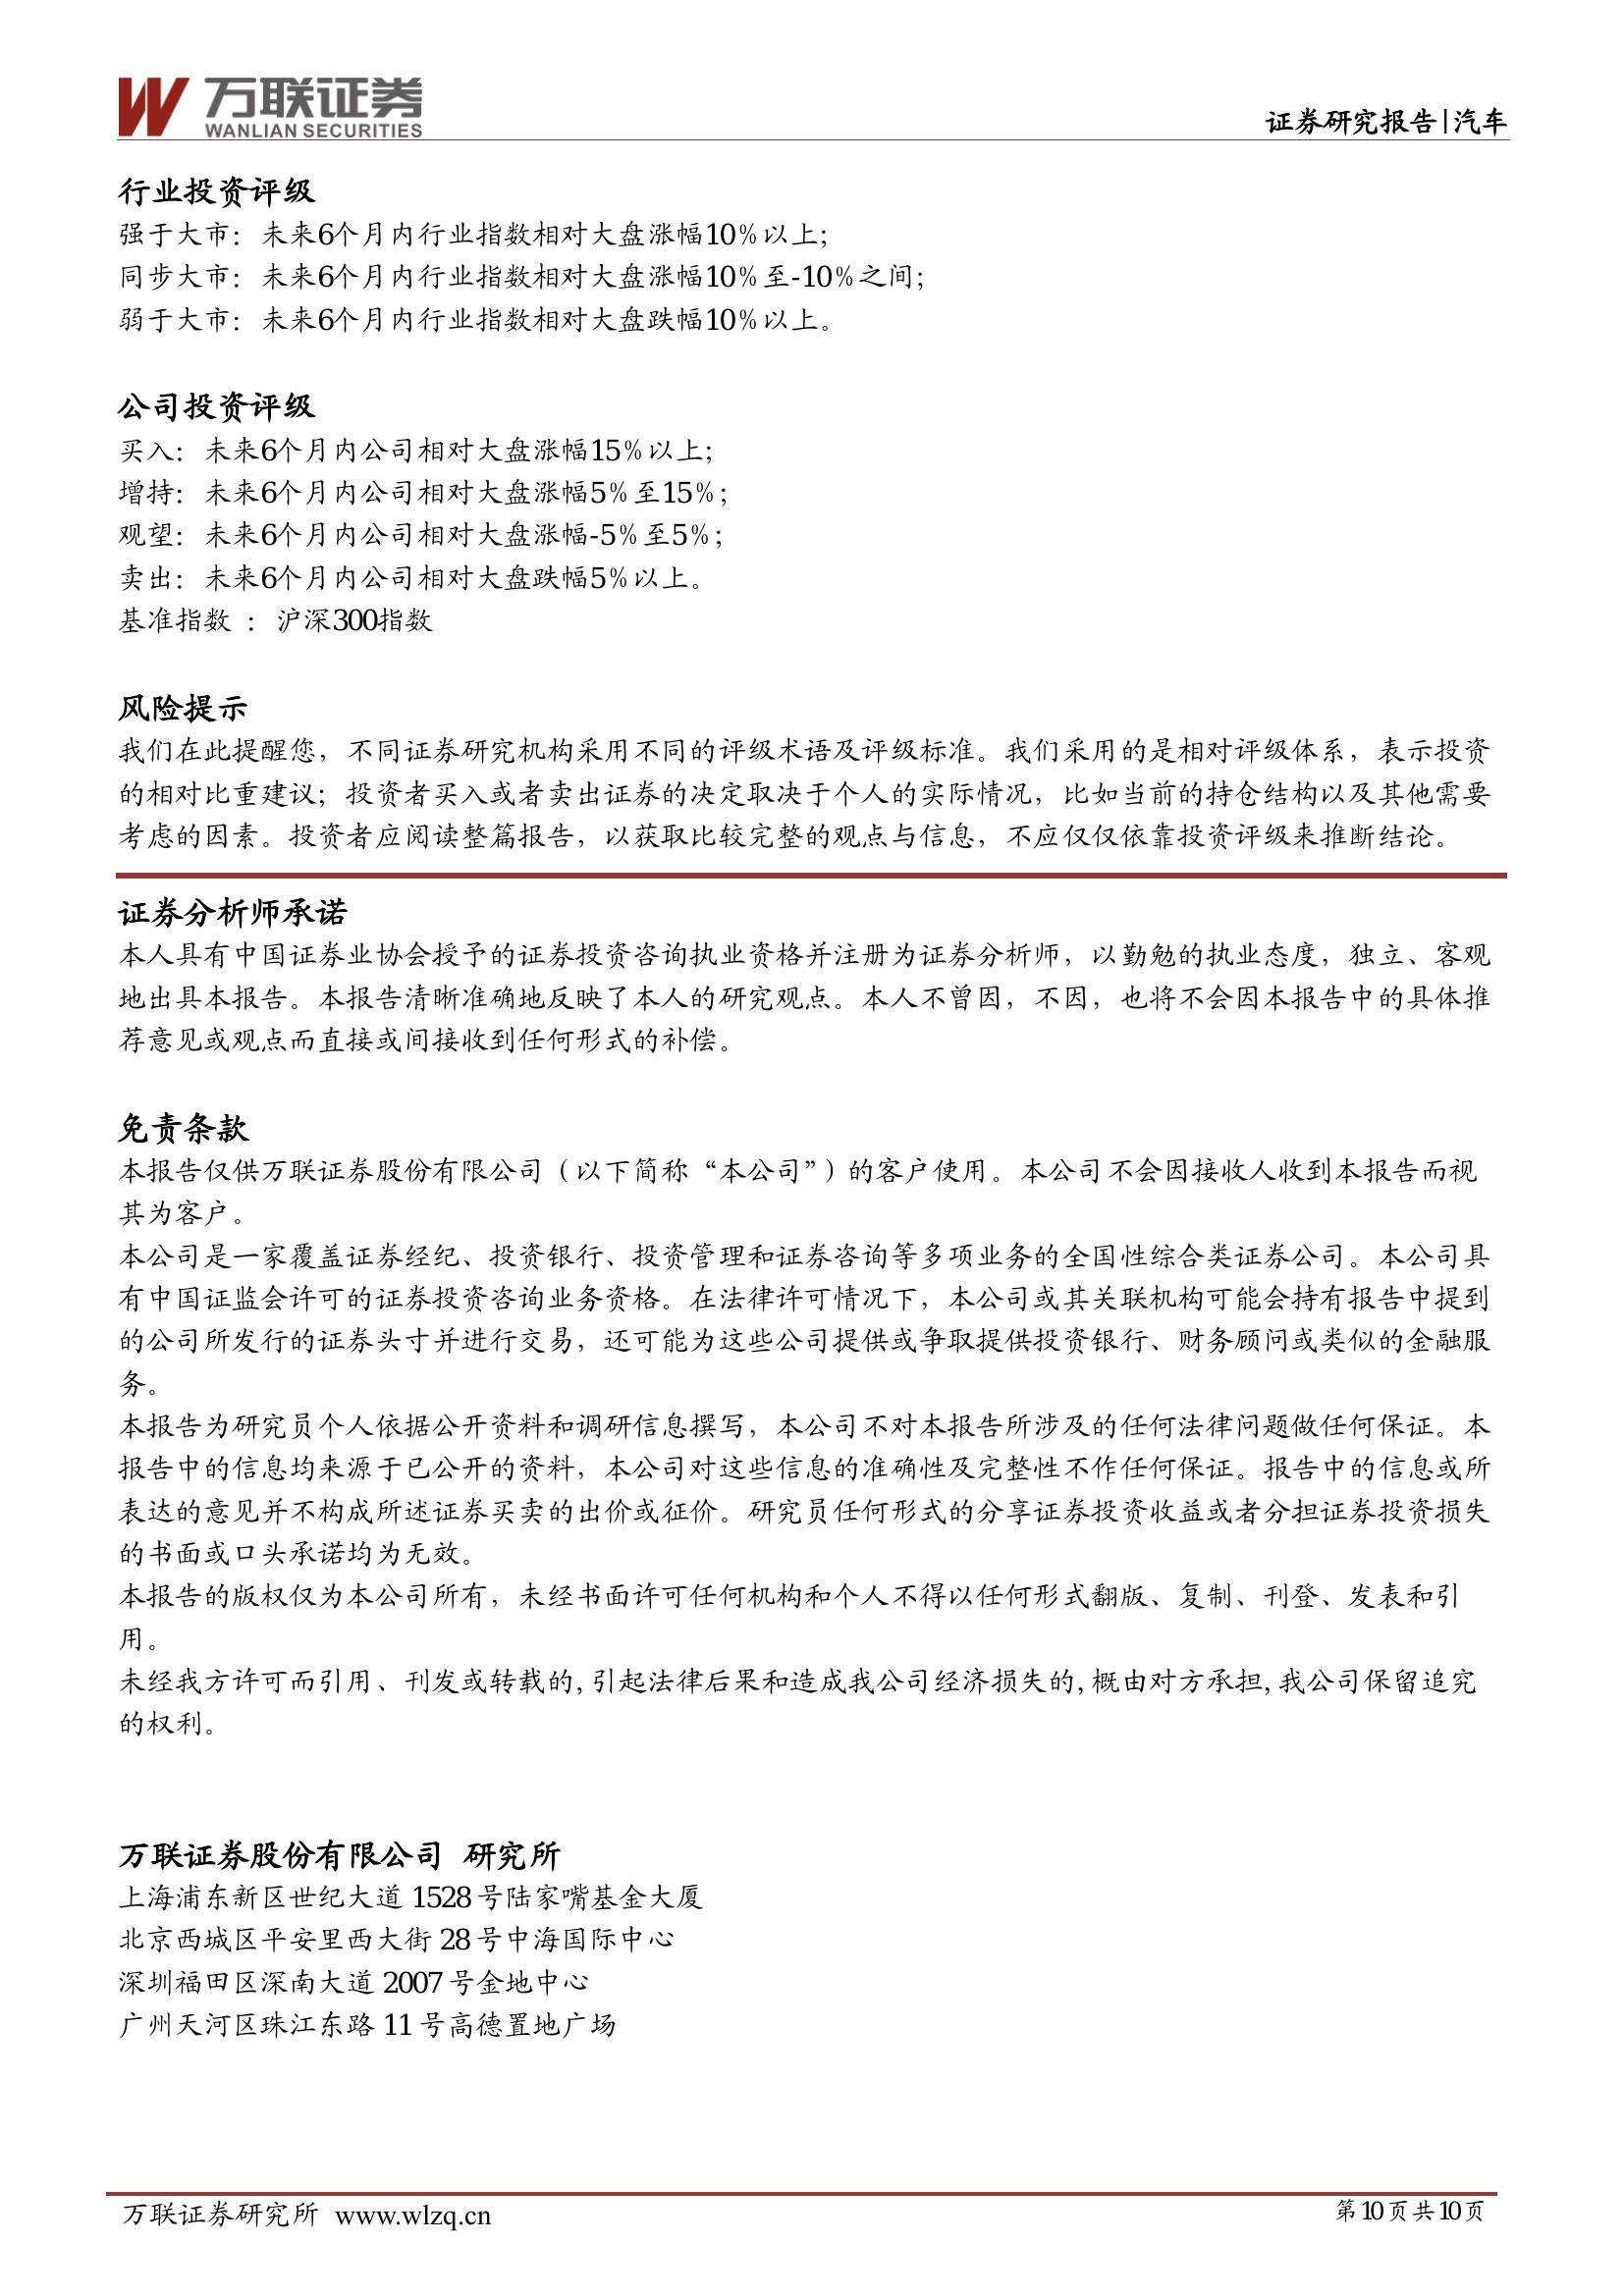 万联证券
WANLIAN SECURITIES
证券研究报告|汽车
行业投资评级
强于大市：未来6个月内行业指数相对大盘涨幅10%以上；
同步大市：未来6个月内行业指数相对大盘涨幅10%至-10%之间；
弱于大市：未来6个月内行业指数相对大盘跌幅10%以上。
公司投资评级
买入：未来6个月内公司相对大盘涨幅15%以上；
增持：未来6个月内公司相对大盘涨幅5%至15%；
观望：未来6个月内公司相对大盘涨幅-5%至5%；
卖出：未来6个月内公司相对大盘跌幅5%以上。
基准指数 ：沪深300指数
风险提示
我们在此提醒您，不同证券研究机构采用不同的评级术语及评级标准。我们采用的是相对评级体系，表示投资
的相对比重建议；投资者买入或者卖出证券的决定取决于个人的实际情况，比如当前的持仓结构以及其他需要
考虑的因素。投资者应阅读整篇报告，以获取比较完整的观点与信息，不应仅仅依靠投资评级来推断结论。
证券分析师承诺
本人具有中国证券业协会授予的证券投资咨询执业资格并注册为证券分析师，以勤勉的执业态度，独立、客观
地出具本报告。本报告清晰准确地反映了本人的研究观点。本人不曾因，不因，也将不会因本报告中的具体推
荐意见或观点而直接或间接收到任何形式的补偿。
免责条款
本报告仅供万联证券股份有限公司（以下简称“本公司”）的客户使用。本公司不会因接收人收到本报告而视
其为客户。
本公司是一家覆盖证券经纪、投资银行、投资管理和证券咨询等多项业务的全国性综合类证券公司。本公司具
有中国证监会许可的证券投资咨询业务资格。在法律许可情况下，本公司或其关联机构可能会持有报告中提到
的公司所发行的证券头寸并进行交易，还可能为这些公司提供或争取提供投资银行、财务顾问或类似的金融服
务。
本报告为研究员个人依据公开资料和调研信息撰写，本公司不对本报告所涉及的任何法律问题做任何保证。本
报告中的信息均来源于已公开的资料，本公司对这些信息的准确性及完整性不作任何保证。报告中的信息或所
表达的意见并不构成所述证券买卖的出价或征价。研究员任何形式的分享证券投资收益或者分担证券投资损失
的书面或口头承诺均为无效。
本报告的版权仅为本公司所有，未经书面许可任何机构和个人不得以任何形式翻版、复制、刊登、发表和引
用。
未经我方许可而引用、刊发或转载的,引起法律后果和造成我公司经济损失的,概由对方承担,我公司保留追究
的权利。
万联证券股份有限公司 研究所
上海浦东新区世纪大道 1528 号陆家嘴基金大厦
北京西城区平安里西大街 28 号中海国际中心
深圳福田区深南大道 2007 号金地中心
广州天河区珠江东路 11 号高德置地广场
万联证券研究所 www.wlzq.cn
第10页共10页